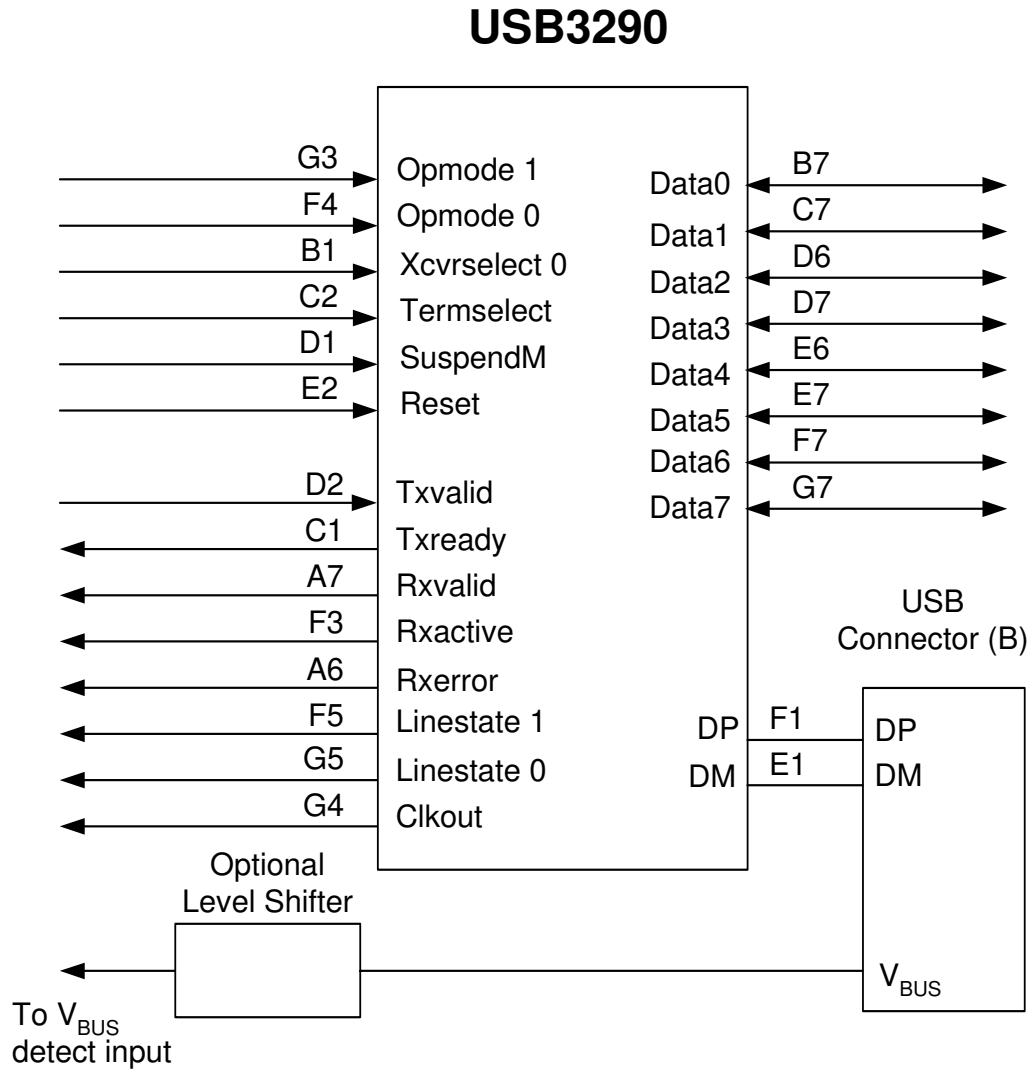 USB3290
G3
Opmode 1
F4
Opmode 0
B1
Xcvrselect 0
C2
Termselect
D1
SuspendM
E2
Reset
D2
Txvalid
C1
Txready
A7
Rxvalid
F3
Rxactive
A6
Rxerror
F5
Linestate 1
G5
Linestate 0
G4
Clkout
Data0
B7
Data1
C7
Data2
D6
Data3
D7
Data4
E6
Data5
E7
Data6
F7
Data7
G7
USB
Connector (B)
DP
F1
DP
DM
E1
DM
Optional
Level Shifter
VBUS
To VBUS
detect input